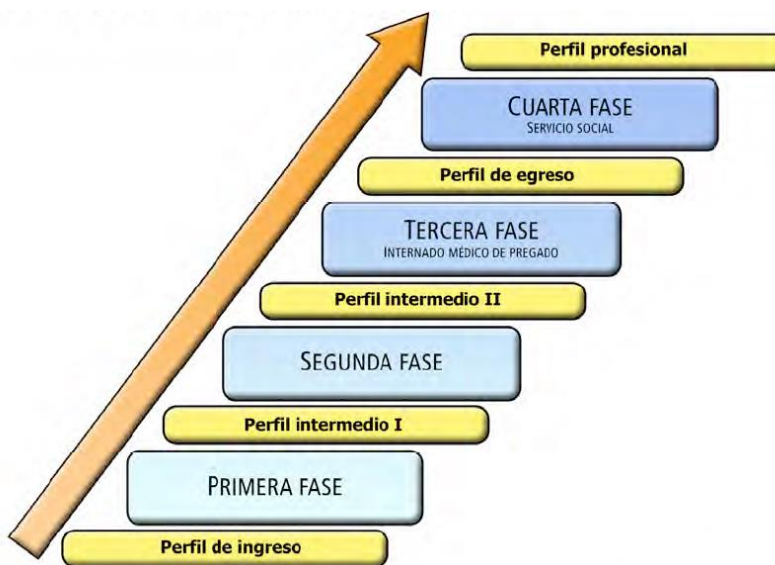 Perfil profesional
CUARTA FASE
SERVICIO SOCIAL
Perfil de egreso
TERCERA FASE
INTERNADO MÉDICO DE PREGADO
Perfil intermedio II
SEGUNDA FASE
Perfil intermedio I
PRIMERA FASE
Perfil de ingreso